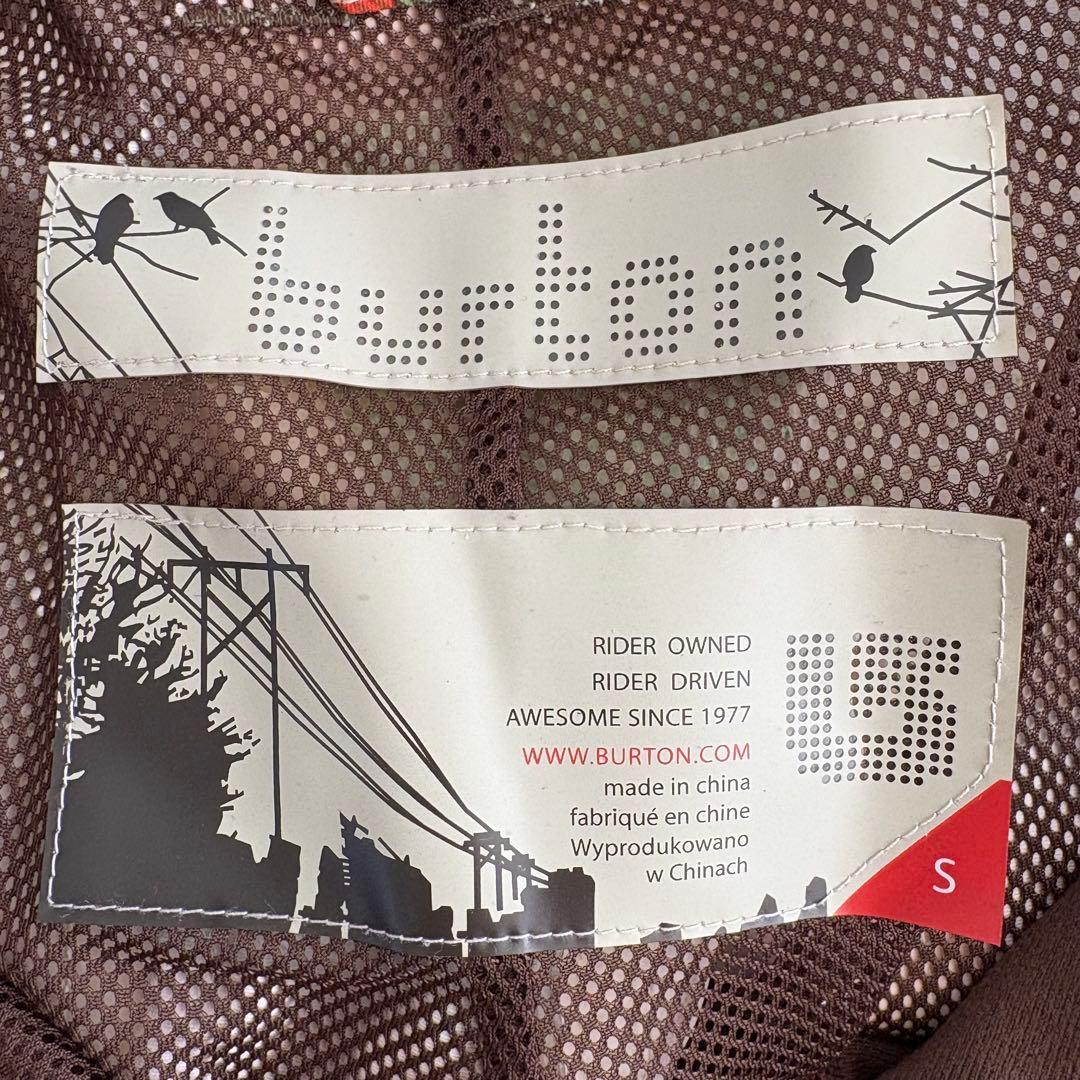 burton
RIDER OWNED
RIDER DRIVEN
AWESOME SINCE 1977
WWW.BURTON.COM
made in china
fabriqué en chine
Wyprodukowano
w Chinach
S